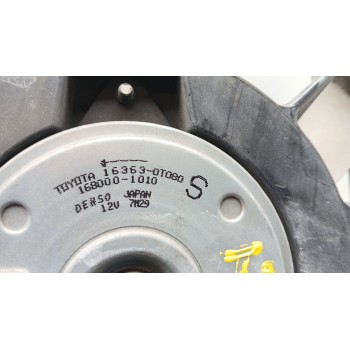 TOYOTA 16363-0T080 S
168000-1010
DENSO JAPAN
12V 7M29